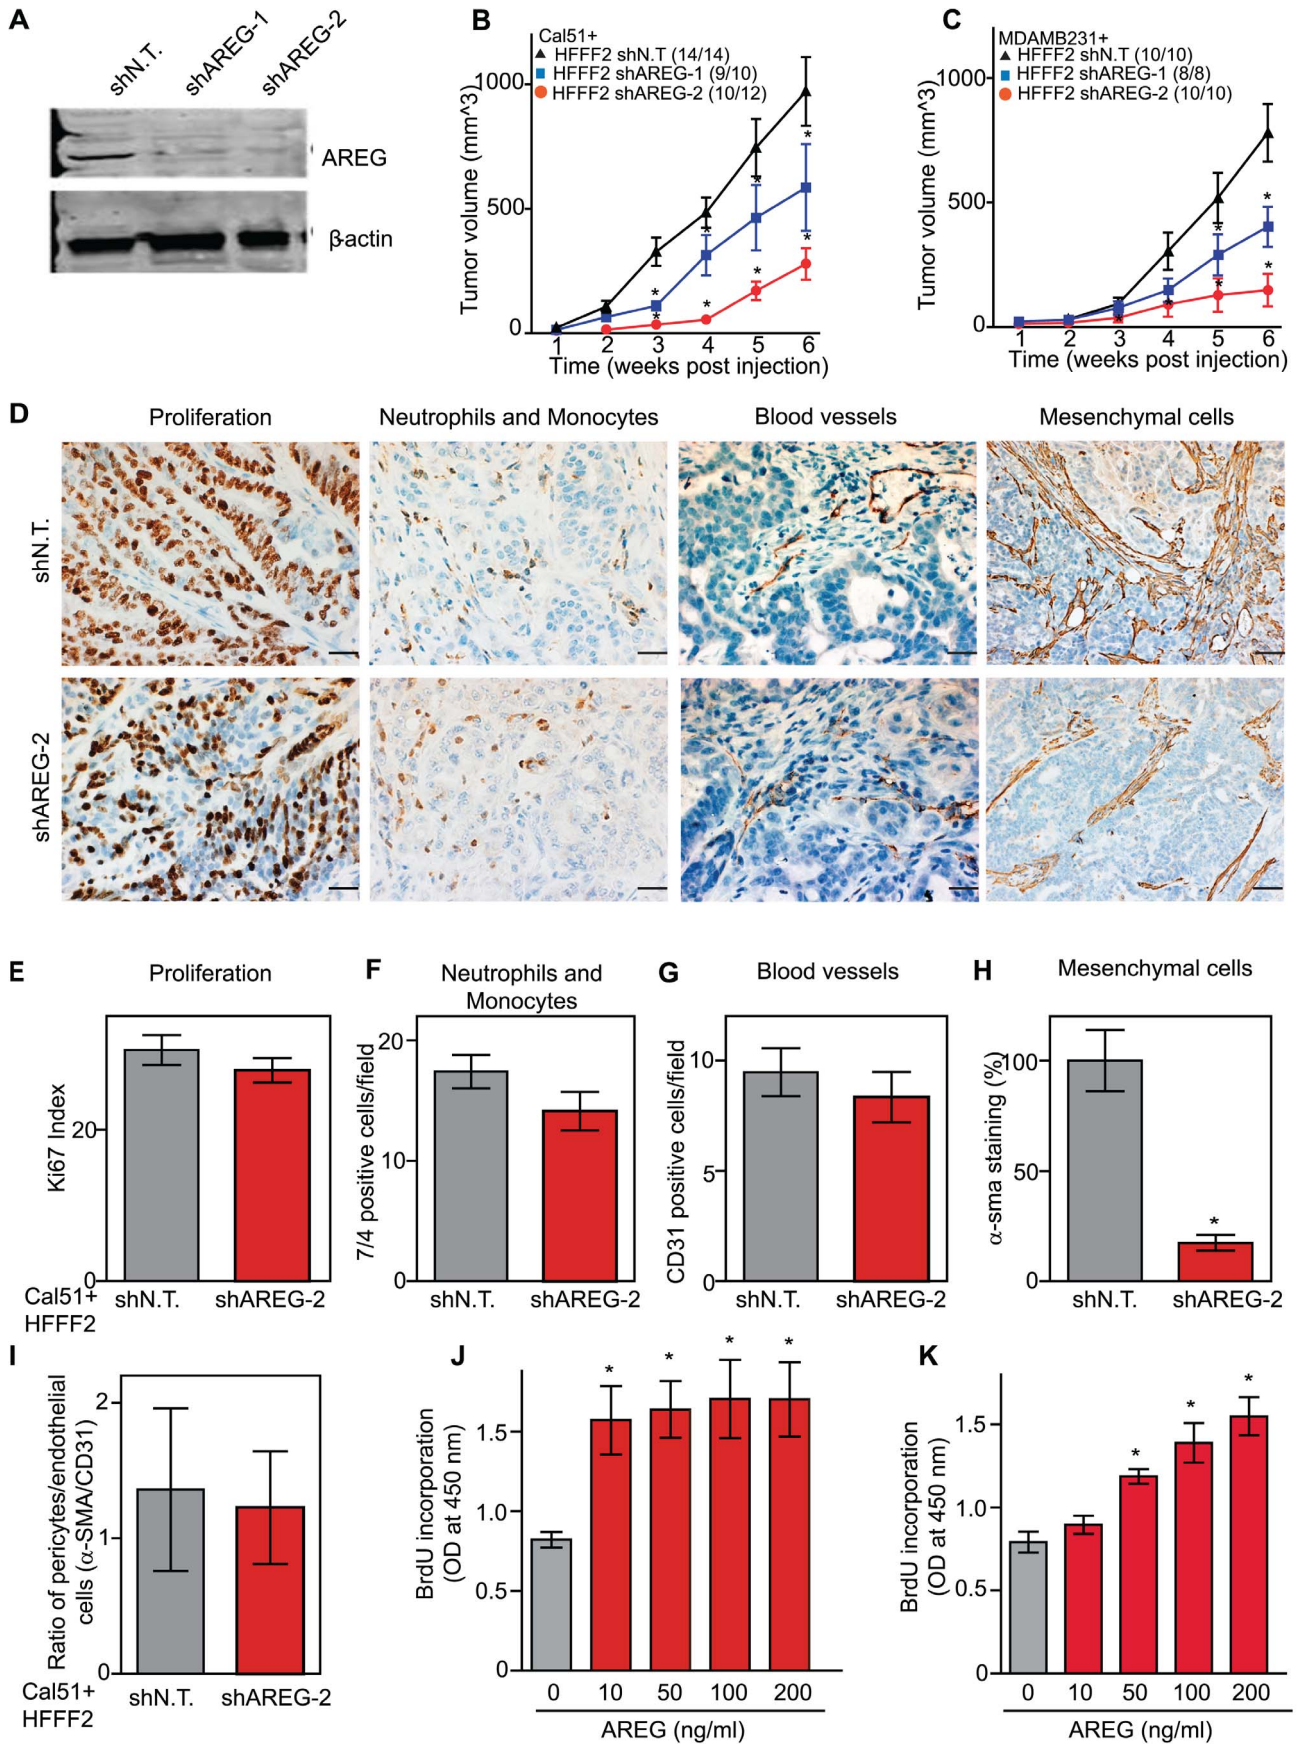 A
shN.T.
shAREG-1
shAREG-2
AREG
β-actin
B
Cal51+
HFFF2 shN.T (14/14)
HFFF2 shAREG-1 (9/10)
HFFF2 shAREG-2 (10/12)
Tumor volume (mm^3)
1000
500
0
* * * * * * * *
1 2 3 4 5 6
Time (weeks post injection)
C
MDAMB231+
HFFF2 shN.T (10/10)
HFFF2 shAREG-1 (8/8)
HFFF2 shAREG-2 (10/10)
Tumor volume (mm^3)
1000
500
0
* * * * * *
1 2 3 4 5 6
Time (weeks post injection)
D
Proliferation
Neutrophils and Monocytes
Blood vessels
Mesenchymal cells
shN.T.
shAREG-2
E
Proliferation
Ki67 Index
20
0
Cal51+
HFFF2
shN.T.
shAREG-2
F
Neutrophils and
Monocytes
7/4 positive cells/field
20
10
0
shN.T.
shAREG-2
G
Blood vessels
CD31 positive cells/field
10
5
0
shN.T.
shAREG-2
H
Mesenchymal cells
α-sma staining (%)
100
50
0
*
shN.T.
shAREG-2
I
Ratio of pericytes/endothelial
cells (α-SMA/CD31)
2
1
0
Cal51+
HFFF2
shN.T.
shAREG-2
J
BrdU incorporation
(OD at 450 nm)
1.5
1.0
0.5
0
* * * *
0 10 50 100 200
AREG (ng/ml)
K
BrdU incorporation
(OD at 450 nm)
1.5
1.0
0.5
0
* * *
0 10 50 100 200
AREG (ng/ml)